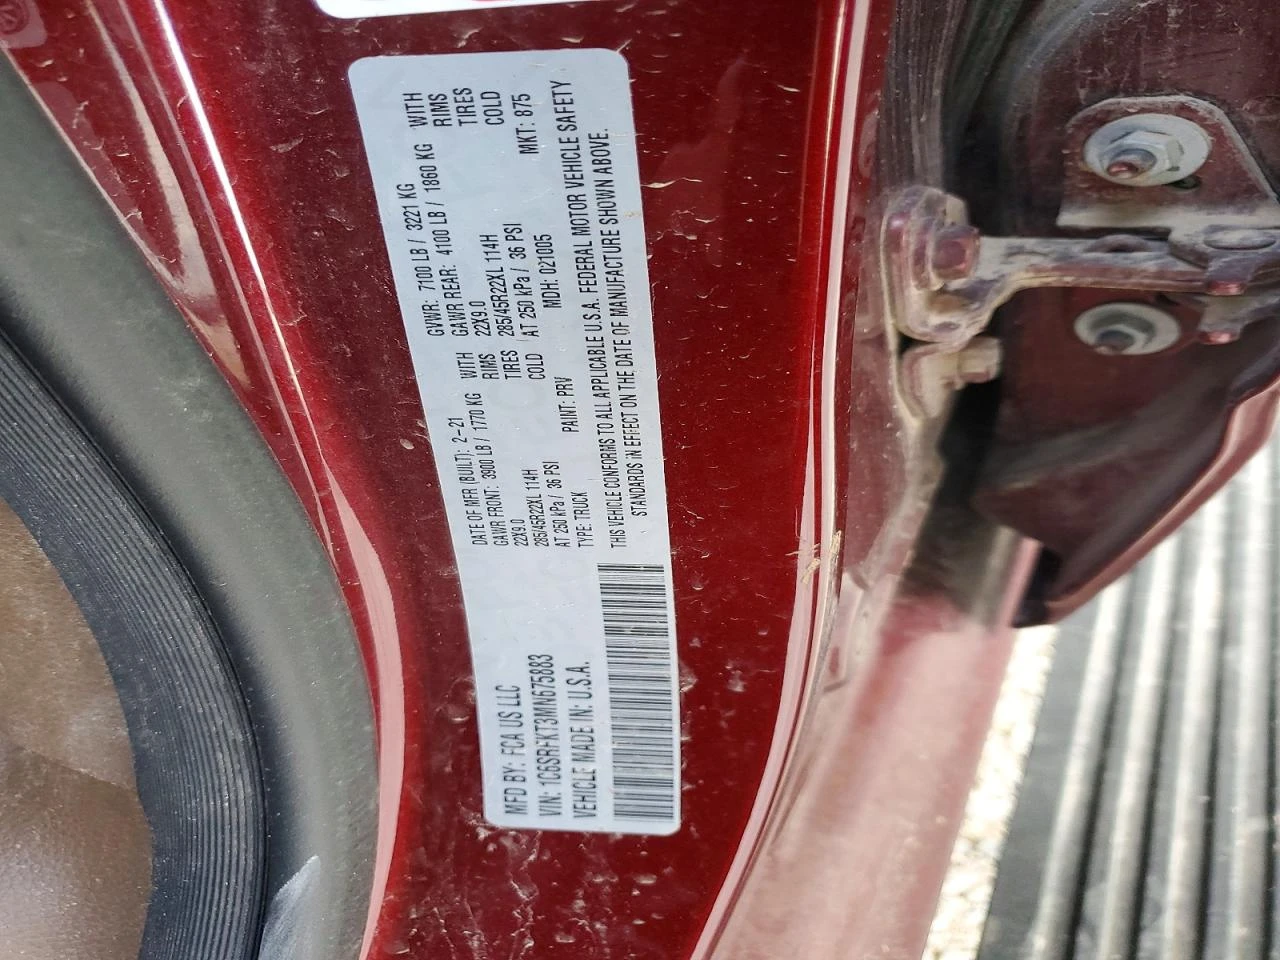 MFD BY: FCA US LLC
VIN: 1C6SRFKT3MN675883
VEHICLE MADE IN: U.S.A.
DATE OF MFR (BUILT): 2-21
GVWR: 7100 LB / 3221 KG
GAWR FRONT: 3900 LB / 1770 KG WITH
22X9.0 RIMS
285/45R22XL 114H TIRES
AT 250 kPa / 36 PSI COLD
GAWR REAR: 4100 LB / 1860 KG WITH
22X9.0 RIMS
285/45R22XL 114H TIRES
AT 250 kPa / 36 PSI COLD
TYPE: TRUCK PAINT: PRV MDH: 021005 MKT: 875
THIS VEHICLE CONFORMS TO ALL APPLICABLE U.S.A. FEDERAL MOTOR VEHICLE SAFETY
STANDARDS IN EFFECT ON THE DATE OF MANUFACTURE SHOWN ABOVE.